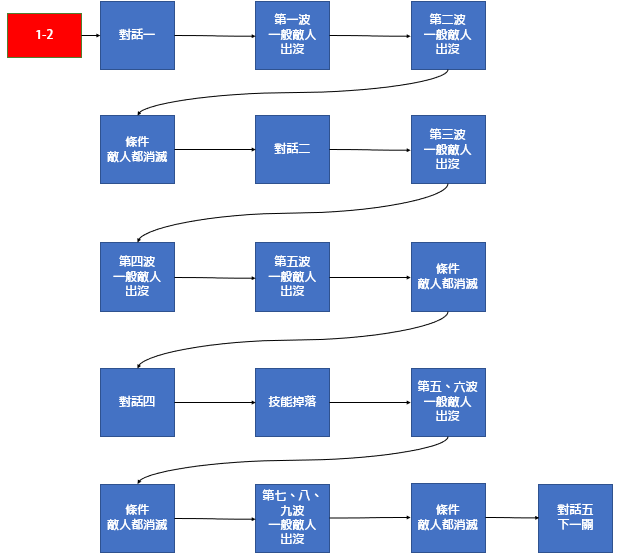 1-2
對話一
第一波
一般敵人
出沒
第二波
一般敵人
出沒
條件
敵人都消滅
對話二
第三波
一般敵人
出沒
第四波
一般敵人
出沒
第五波
一般敵人
出沒
條件
敵人都消滅
對話四
技能掉落
第五、六波
一般敵人
出沒
條件
敵人都消滅
第七、八、
九波
一般敵人
出沒
條件
敵人都消滅
對話五
下一關